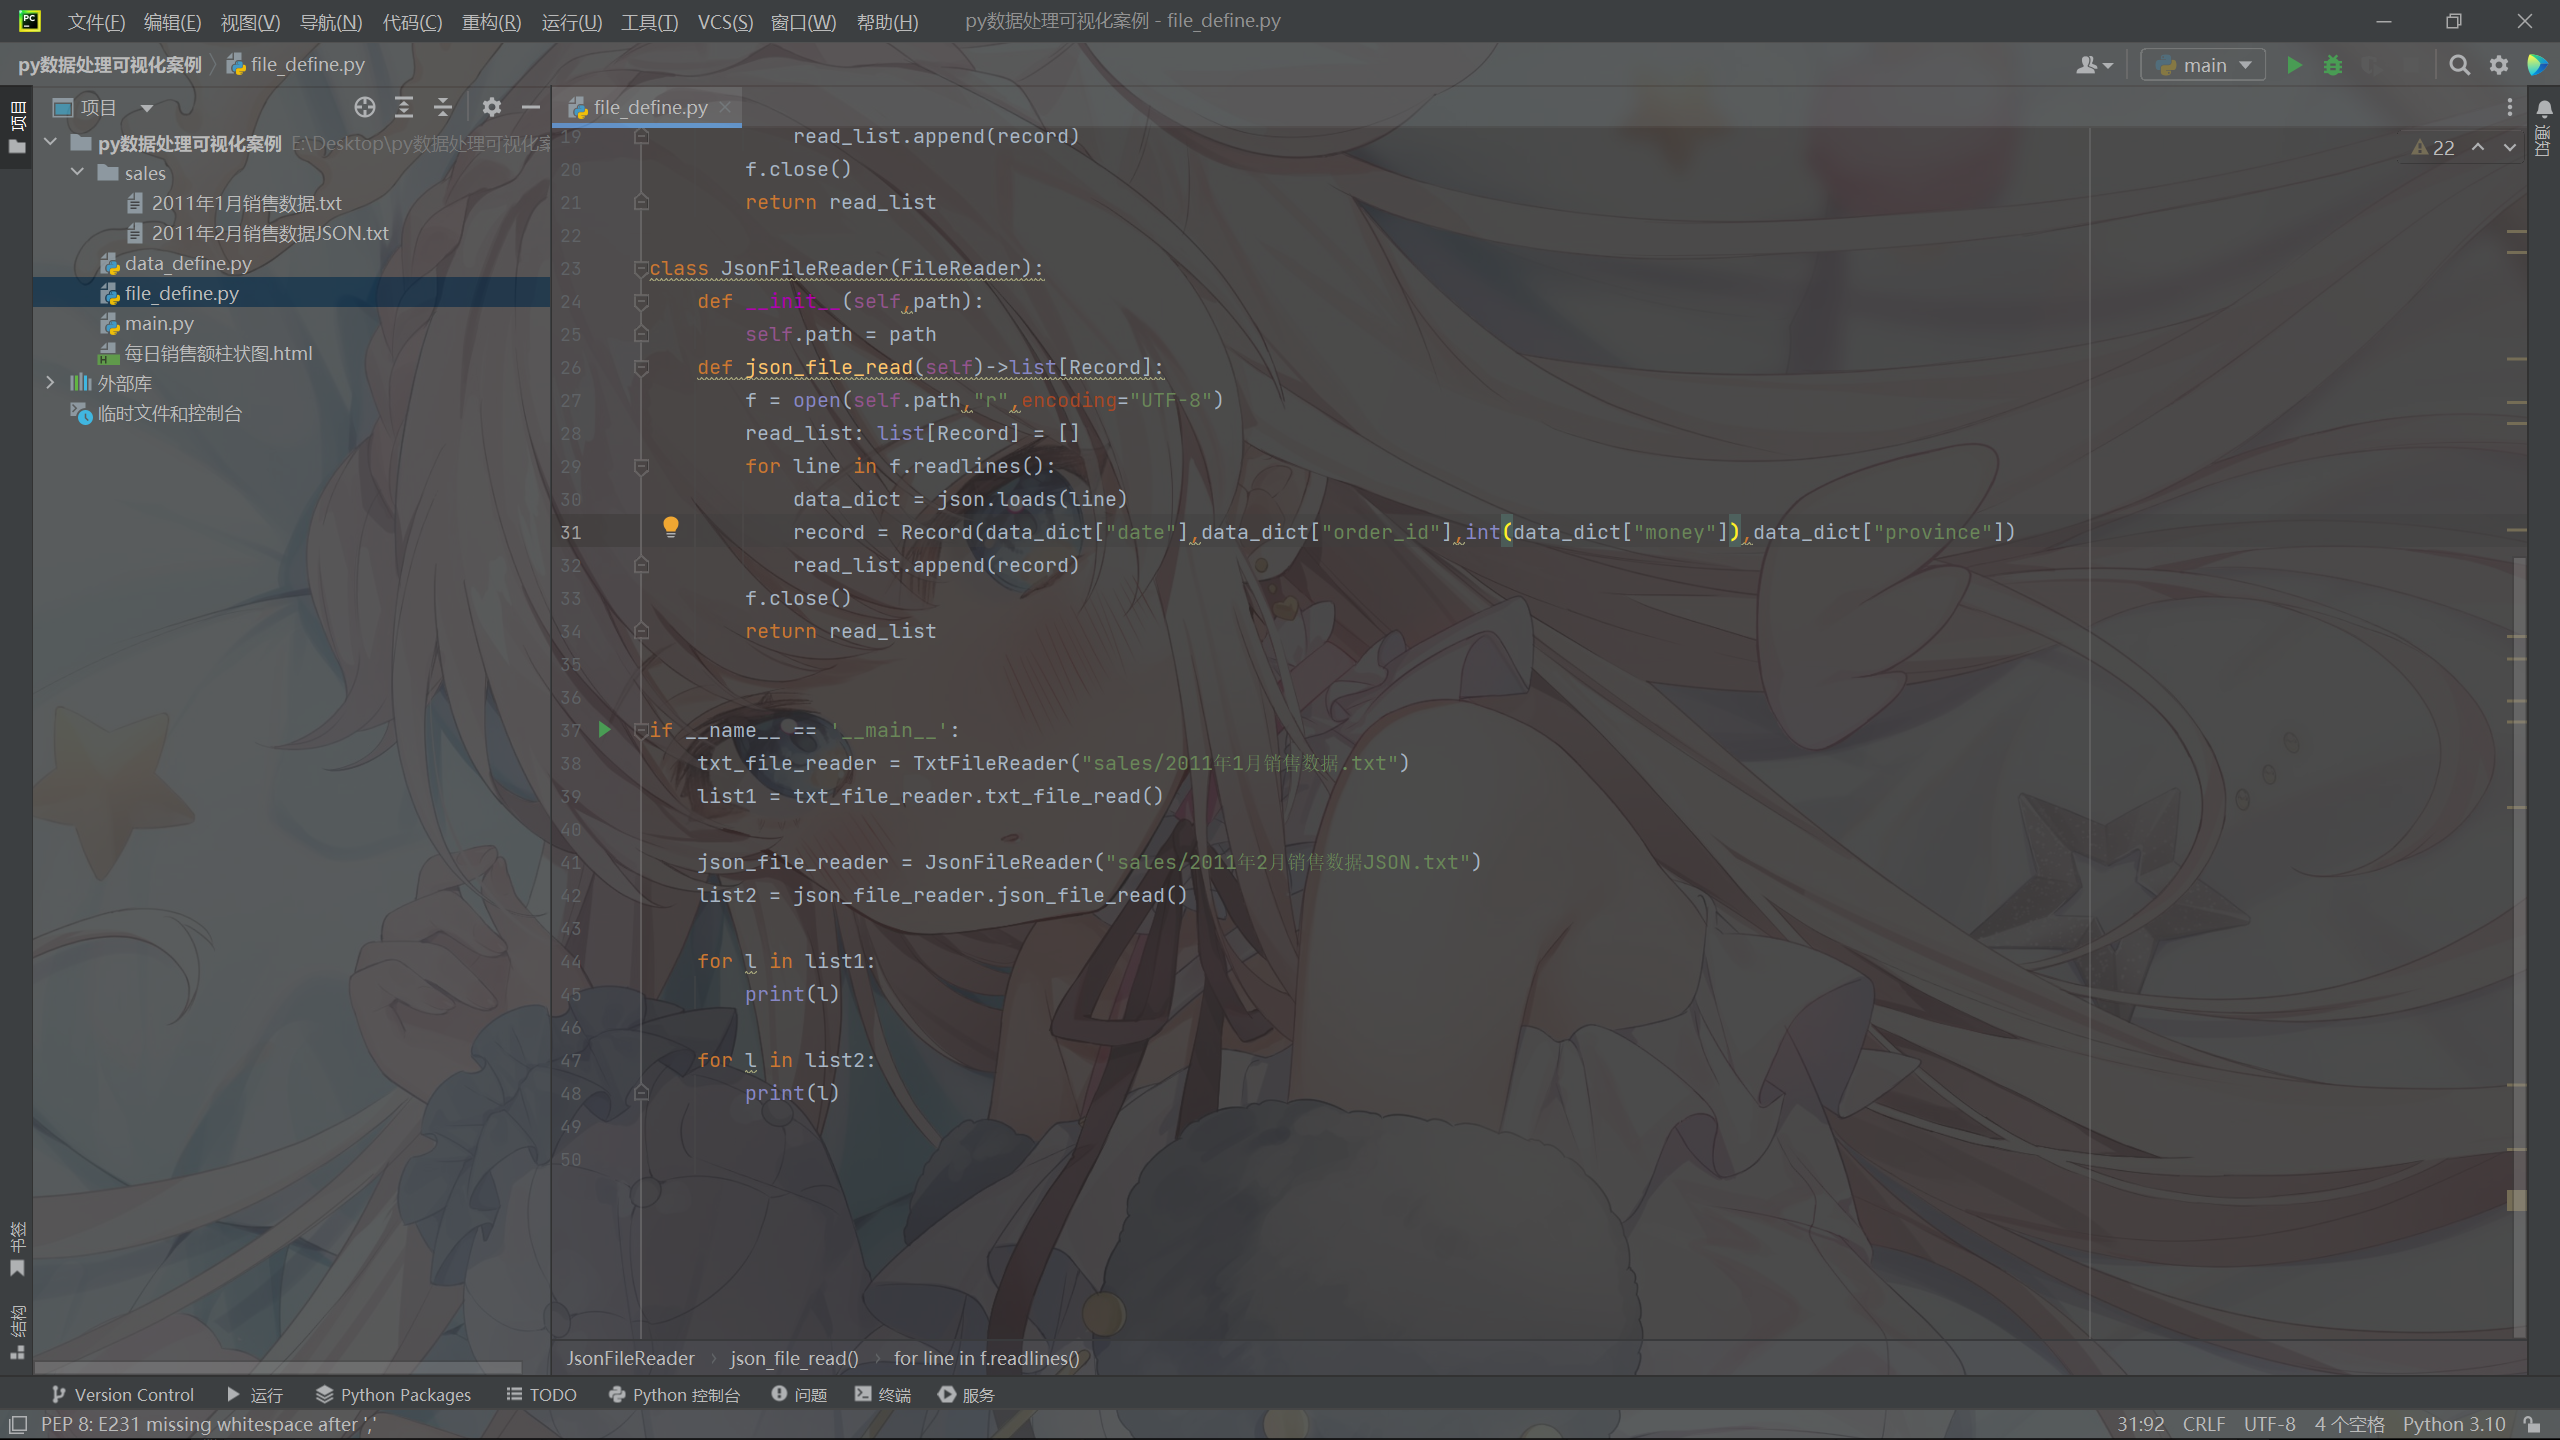 文件(F) 编辑(E) 视图(V) 导航(N) 代码(C) 重构(R) 运行(U) 工具(T) VCS(S) 窗口(W) 帮助(H) py数据处理可视化案例 - file_define.py
py数据处理可视化案例 file_define.py main
项目
项目
file_define.py
通知
py数据处理可视化案例 E:\Desktop\py数据处理可视化案
sales
2011年1月销售数据.txt
2011年2月销售数据JSON.txt
data_define.py
file_define.py
main.py
每日销售额柱状图.html
外部库
临时文件和控制台
22
19 read_list.append(record)
20 f.close()
21 return read_list
22
23 class JsonFileReader(FileReader):
24 def __init__(self,path):
25 self.path = path
26 def json_file_read(self)->list[Record]:
27 f = open(self.path,"r",encoding="UTF-8")
28 read_list: list[Record] = []
29 for line in f.readlines():
30 data_dict = json.loads(line)
31 record = Record(data_dict["date"],data_dict["order_id"],int(data_dict["money"]),data_dict["province"])
32 read_list.append(record)
33 f.close()
34 return read_list
35
36
37 if __name__ == '__main__':
38 txt_file_reader = TxtFileReader("sales/2011年1月销售数据.txt")
39 list1 = txt_file_reader.txt_file_read()
40
41 json_file_reader = JsonFileReader("sales/2011年2月销售数据JSON.txt")
42 list2 = json_file_reader.json_file_read()
43
44 for l in list1:
45 print(l)
46
47 for l in list2:
48 print(l)
49
50
书签
结构
JsonFileReader json_file_read() for line in f.readlines()
Version Control 运行 Python Packages TODO Python 控制台 问题 终端 服务
PEP 8: E231 missing whitespace after ',' 31:92 CRLF UTF-8 4 个空格 Python 3.10